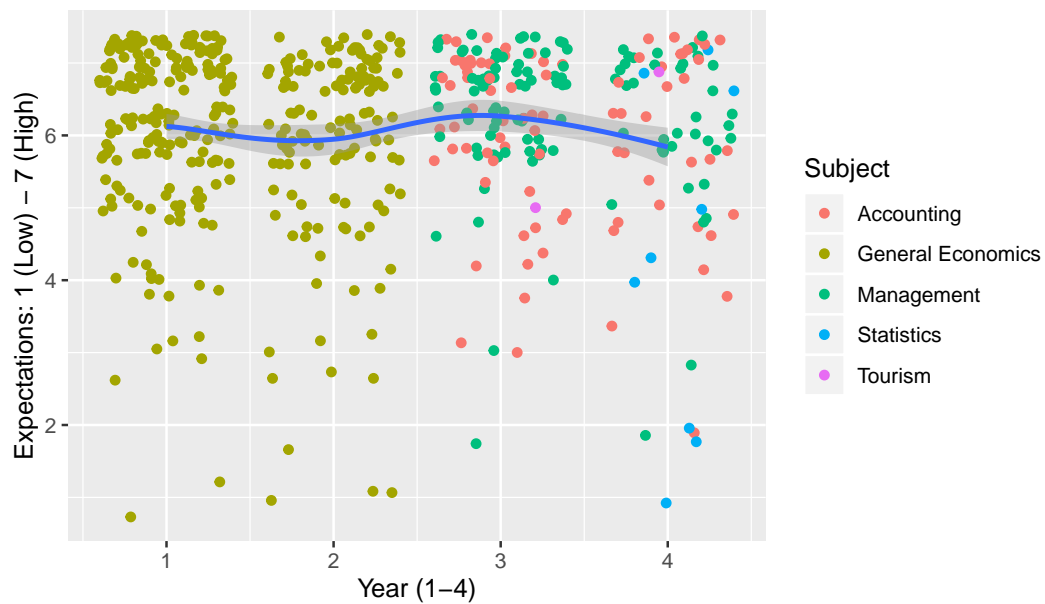 Expectations: 1 (Low) − 7 (High)
6
4
2
1
2
3
4
Year (1−4)
Subject
Accounting
General Economics
Management
Statistics
Tourism